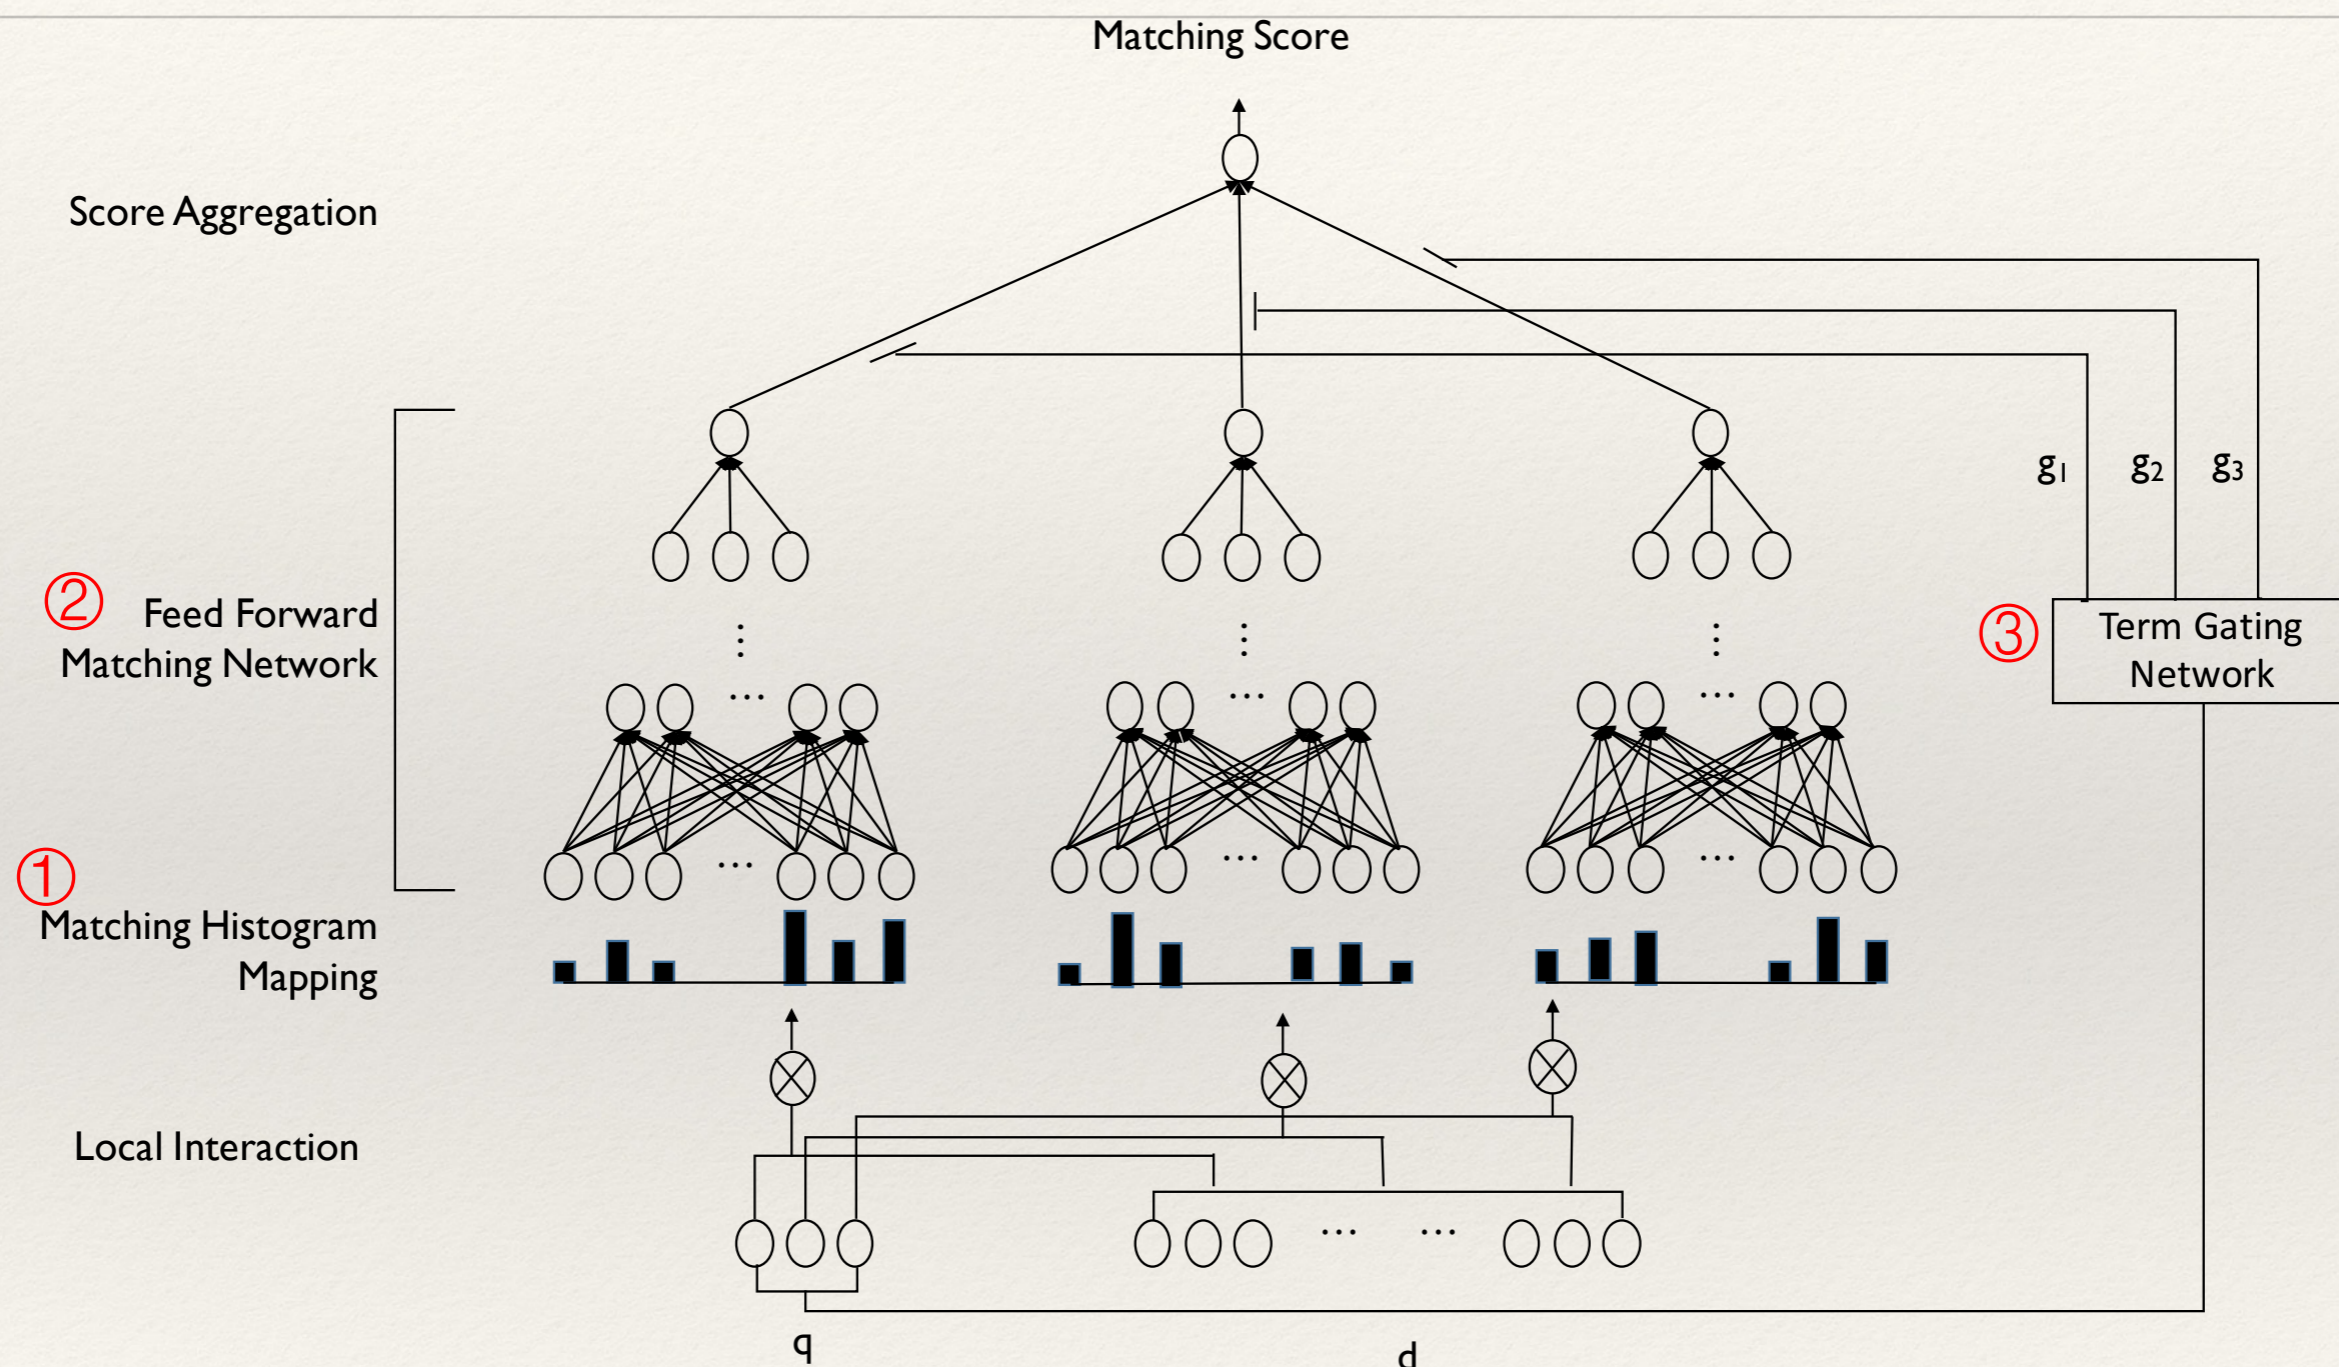 Matching Score
Score Aggregation
g1
g2
g3
②
Feed Forward
Matching Network
③
Term Gating
Network
...
...
...
...
...
...
①
...
...
...
Matching Histogram
Mapping
Local Interaction
...
...
q
d